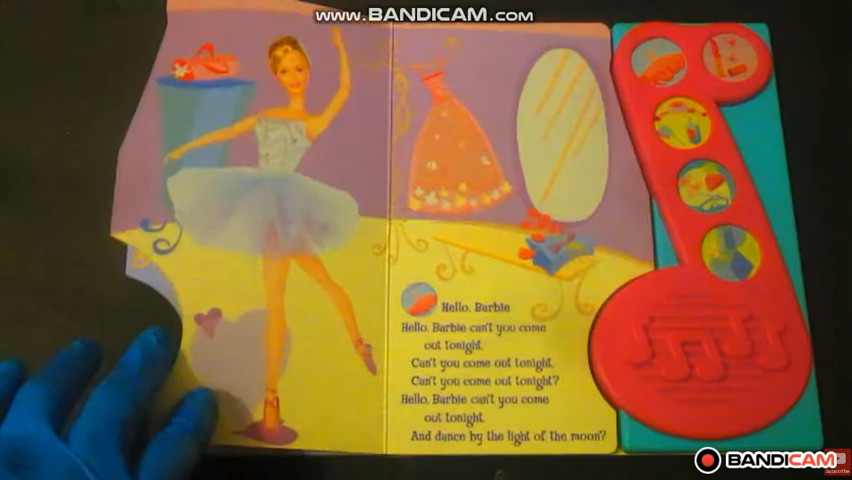 www.BANDICAM.com
Hello, Barbie
Hello, Barbie can't you come
out tonight.
Can't you come out tonight.
Can't you come out tonight?
Hello, Barbie can't you come
out tonight.
And dance by the light of the moon?
BANDICAM
Subscribe